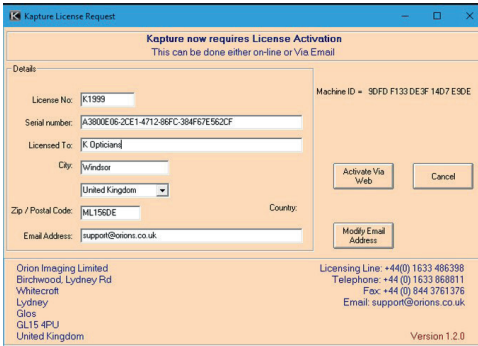 Kapture License Request
Kapture now requires License Activation
This can be done either on-line or Via Email
Details
License No: K1999
Machine ID = 9DFD F133 DE3F 14D7 E9DE
Serial number: A3800E06-2CE1-4712-86FC-384F67E562CF
Licensed To: K Opticians
City: Windsor
Activate Via Web
Cancel
United Kingdom
Zip / Postal Code: ML156DE
Country:
Email Address: support@orions.co.uk
Modify Email Address
Orion Imaging Limited
Birchwood, Lydney Rd
Whitecroft
Lydney
Glos
GL15 4PU
United Kingdom
Licensing Line: +44(0) 1633 486398
Telephone: +44 (0) 1633 868811
Fax: +44 (0) 844 3761376
Email: support@orions.co.uk
Version 1.2.0